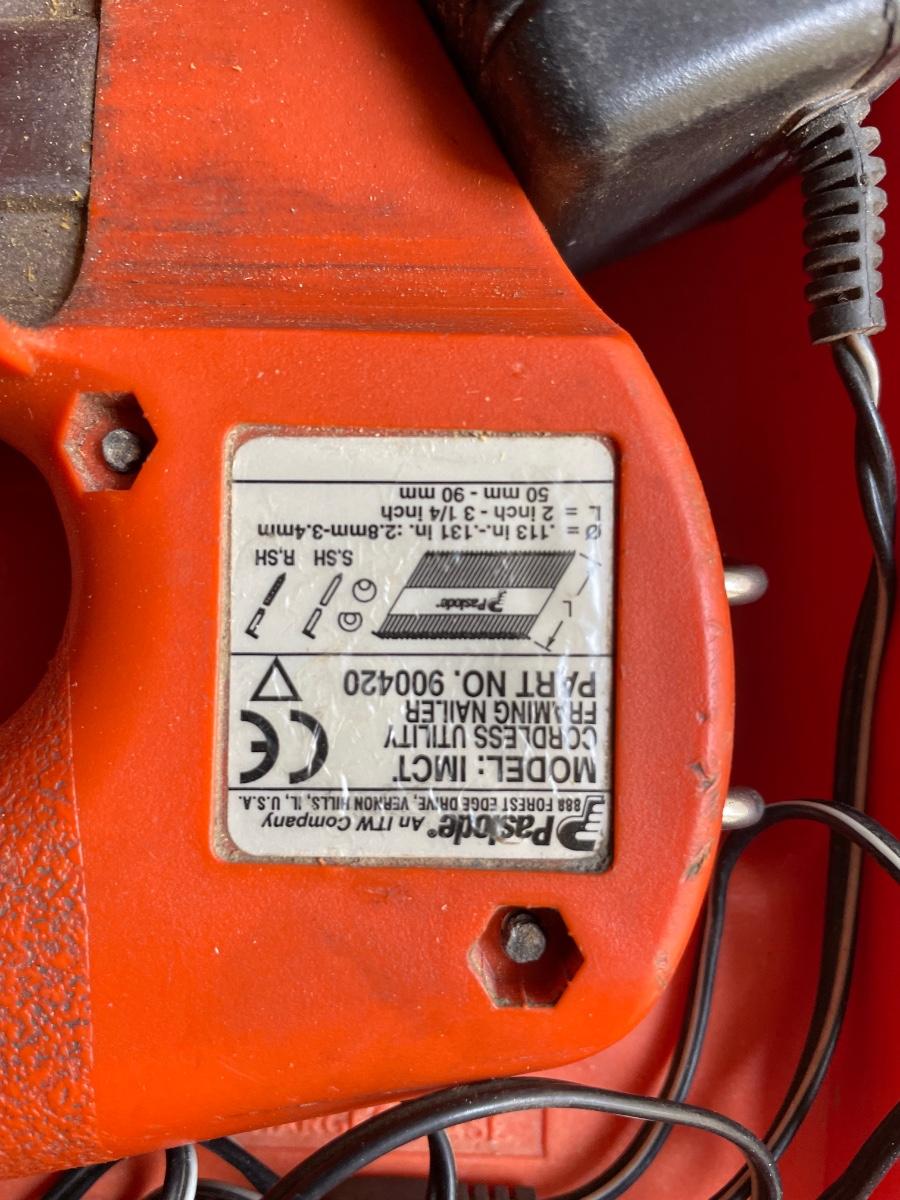 Paslode® An ITW Company
888 FOREST EDGE DRIVE, VERNON HILLS, IL, U.S.A.
MODEL: IMCT
CORDLESS UTILITY
FRAMING NAILER
PART NO. 900420
CE
L
Paslode®
S,SH R,SH
Ø = .113 in.-.131 in. :2.8mm-3.4mm
L = 2 inch - 3 1/4 inch
50 mm - 90 mm